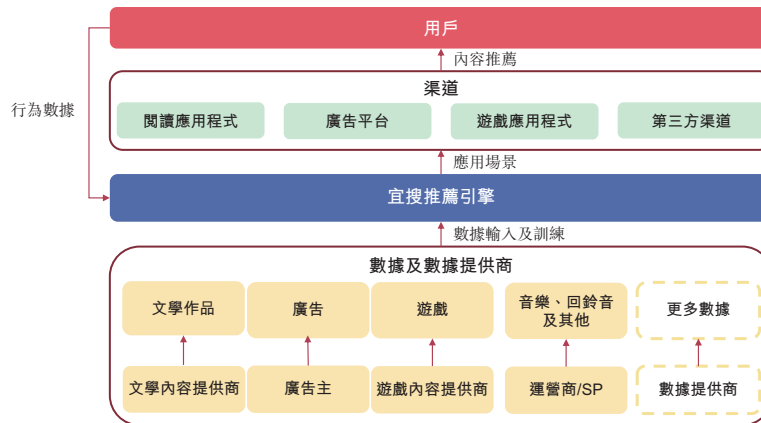 用戶
內容推薦
行為數據
渠道
閱讀應用程式
廣告平台
遊戲應用程式
第三方渠道
應用場景
宜搜推薦引擎
數據輸入及訓練
數據及數據提供商
文學作品
廣告
遊戲
音樂、回鈴音
及其他
更多數據
文學內容提供商
廣告主
遊戲內容提供商
運營商/SP
數據提供商